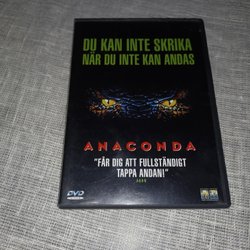 DU KAN INTE SKRIKA
NÄR DU INTE KAN ANDAS
ANACONDA
"FÅR DIG ATT FULLSTÄNDIGT
TAPPA ANDAN!"
DVD